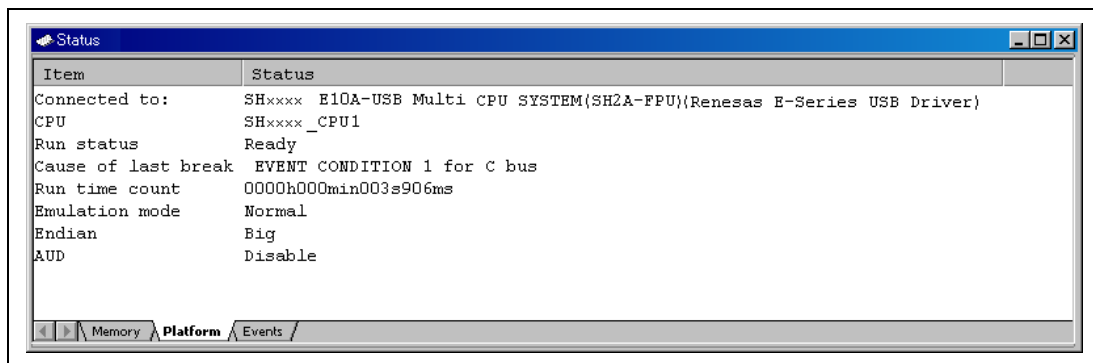 Status
Item Status
Connected to: SHxxxx E10A-USB Multi CPU SYSTEM(SH2A-FPU)(Renesas E-Series USB Driver)
CPU SHxxxx_CPU1
Run status Ready
Cause of last break EVENT CONDITION 1 for C bus
Run time count 0000h000min003s906ms
Emulation mode Normal
Endian Big
AUD Disable
Memory Platform Events